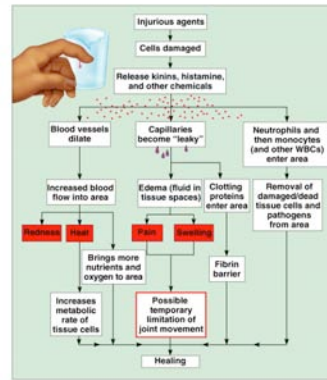 Injurious agents
Cells damaged
Release kinins, histamine,
and other chemicals
Blood vessels
dilate
Capillaries
become "leaky"
Neutrophils and
then monocytes
(and other WBCs)
enter area
Increased blood
flow into area
Edema (fluid in
tissue spaces)
Clotting
proteins
enter area
Removal of
damaged/dead
tissue cells and
pathogens
from area
Redness
Heat
Pain
Swelling
Brings more
nutrients and
oxygen to area
Fibrin
barrier
Increases
metabolic
rate of
tissue cells
Possible
temporary
limitation of
joint movement
Healing